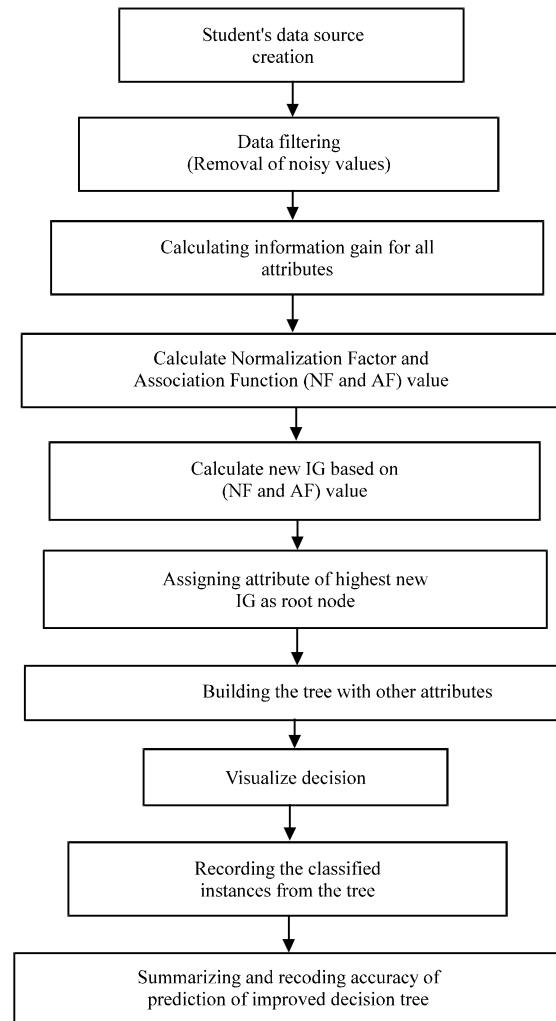 Student's data source
creation
Data filtering
(Removal of noisy values)
Calculating information gain for all
attributes
Calculate Normalization Factor and
Association Function (NF and AF) value
Calculate new IG based on
(NF and AF) value
Assigning attribute of highest new
IG as root node
Building the tree with other attributes
Visualize decision
Recording the classified
instances from the tree
Summarizing and recoding accuracy of
prediction of improved decision tree